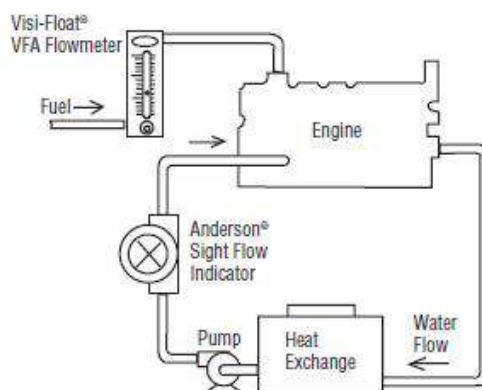 Visi-Float®
VFA Flowmeter
Fuel
Engine
Anderson®
Sight Flow
Indicator
Pump
Heat
Exchange
Water
Flow